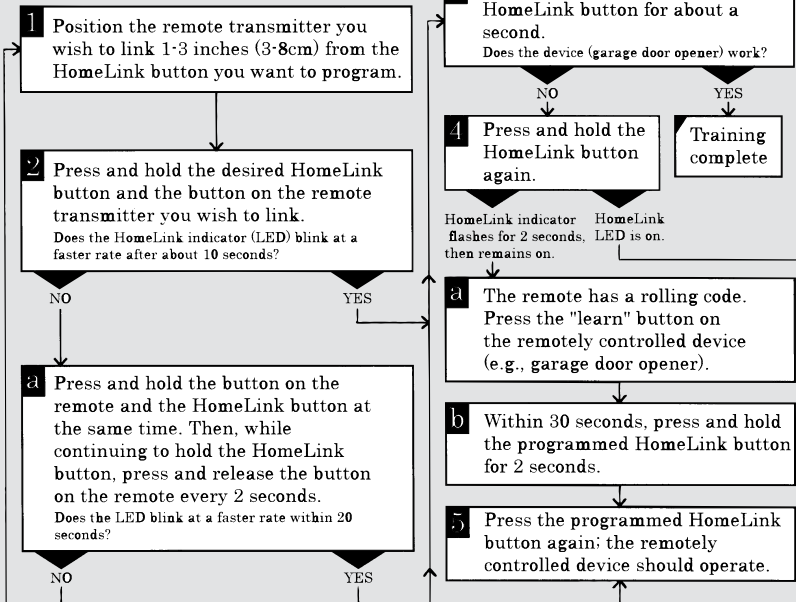 1
Position the remote transmitter you
wish to link 1-3 inches (3-8cm) from the
HomeLink button you want to program.
2
Press and hold the desired HomeLink
button and the button on the remote
transmitter you wish to link.
Does the HomeLink indicator (LED) blink at a
faster rate after about 10 seconds?
NO
YES
a
Press and hold the button on the
remote and the HomeLink button at
the same time. Then, while
continuing to hold the HomeLink
button, press and release the button
on the remote every 2 seconds.
Does the LED blink at a faster rate within 20
seconds?
NO
YES
HomeLink button for about a
second.
Does the device (garage door opener) work?
NO
YES
4
Press and hold the
HomeLink button
again.
Training
complete
HomeLink indicator
flashes for 2 seconds,
then remains on.
HomeLink
LED is on.
a
The remote has a rolling code.
Press the "learn" button on
the remotely controlled device
(e.g., garage door opener).
b
Within 30 seconds, press and hold
the programmed HomeLink button
for 2 seconds.
5
Press the programmed HomeLink
button again; the remotely
controlled device should operate.